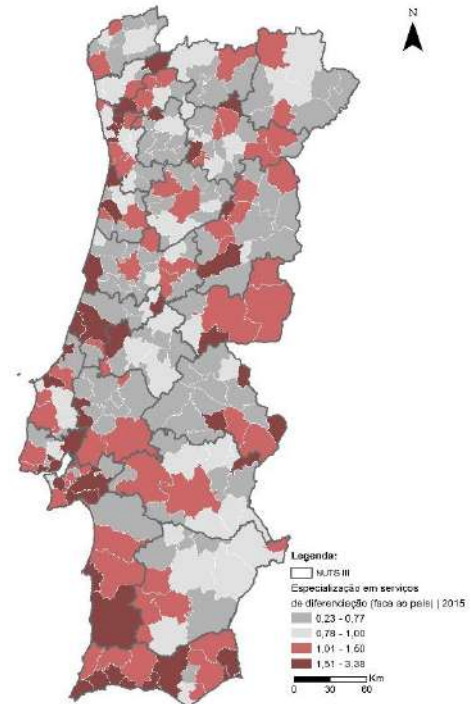 N
Legenda:
NUTS III
Especialização em serviços
de diferenciação (face ao país) | 2015
0,23 - 0,77
0,78 - 1,00
1,01 - 1,50
1,51 - 3,38
Km
0 30 60